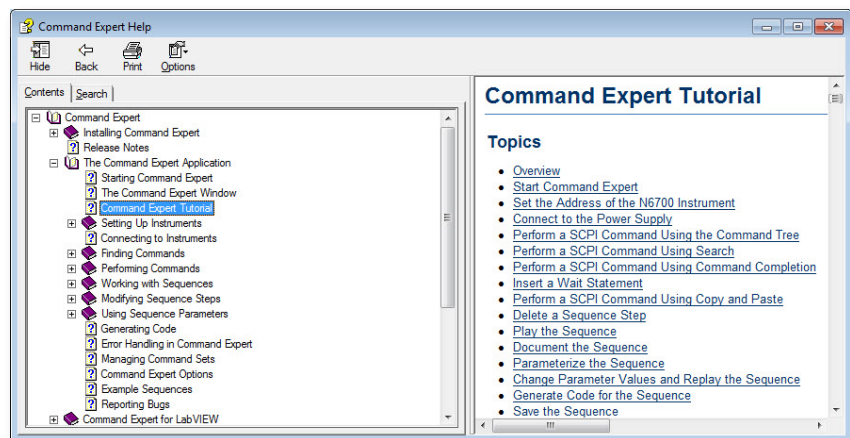 Command Expert Help
Hide Back Print Options
Contents Search
Command Expert
Installing Command Expert
Release Notes
The Command Expert Application
Starting Command Expert
The Command Expert Window
Command Expert Tutorial
Setting Up Instruments
Connecting to Instruments
Finding Commands
Performing Commands
Working with Sequences
Modifying Sequence Steps
Using Sequence Parameters
Generating Code
Error Handling in Command Expert
Managing Command Sets
Command Expert Options
Example Sequences
Reporting Bugs
Command Expert for LabVIEW
Command Expert Tutorial
Topics
Overview
Start Command Expert
Set the Address of the N6700 Instrument
Connect to the Power Supply
Perform a SCPI Command Using the Command Tree
Perform a SCPI Command Using Search
Perform a SCPI Command Using Command Completion
Insert a Wait Statement
Perform a SCPI Command Using Copy and Paste
Delete a Sequence Step
Play the Sequence
Document the Sequence
Parameterize the Sequence
Change Parameter Values and Replay the Sequence
Generate Code for the Sequence
Save the Sequence